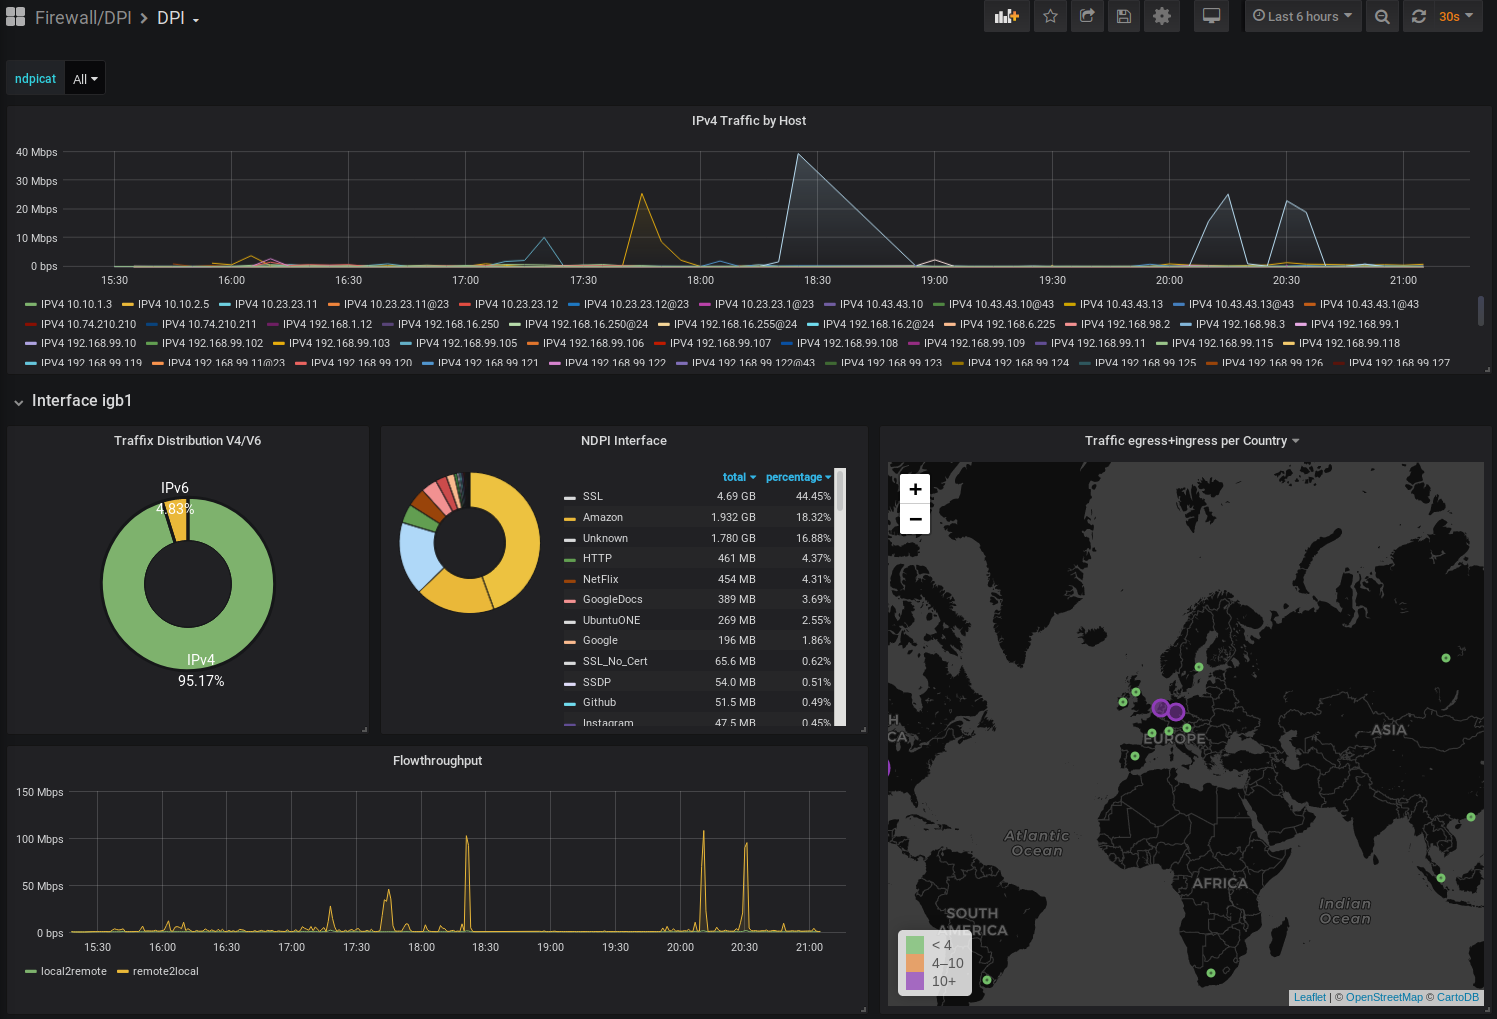 Firewall/DPI > DPI
Last 6 hours
30s
ndpicat All
IPv4 Traffic by Host
40 Mbps
30 Mbps
20 Mbps
10 Mbps
0 bps
15:30 16:00 16:30 17:00 17:30 18:00 18:30 19:00 19:30 20:00 20:30 21:00
IPV4 10.10.1.3 IPV4 10.10.2.5 IPV4 10.23.23.11 IPV4 10.23.23.11@23 IPV4 10.23.23.12 IPV4 10.23.23.12@23 IPV4 10.23.23.1@23 IPV4 10.43.43.10 IPV4 10.43.43.10@43 IPV4 10.43.43.13 IPV4 10.43.43.13@43 IPV4 10.43.43.1@43
IPV4 10.74.210.210 IPV4 10.74.210.211 IPV4 192.168.1.12 IPV4 192.168.16.250 IPV4 192.168.16.250@24 IPV4 192.168.16.255@24 IPV4 192.168.16.2@24 IPV4 192.168.6.225 IPV4 192.168.98.2 IPV4 192.168.98.3 IPV4 192.168.99.1
IPV4 192.168.99.10 IPV4 192.168.99.102 IPV4 192.168.99.103 IPV4 192.168.99.105 IPV4 192.168.99.106 IPV4 192.168.99.107 IPV4 192.168.99.108 IPV4 192.168.99.109 IPV4 192.168.99.11 IPV4 192.168.99.115 IPV4 192.168.99.118
IPV4 192.168.99.119 IPV4 192.168.99.11@23 IPV4 192.168.99.120 IPV4 192.168.99.121 IPV4 192.168.99.122 IPV4 192.168.99.122@43 IPV4 192.168.99.123 IPV4 192.168.99.124 IPV4 192.168.99.125 IPV4 192.168.99.126 IPV4 192.168.99.127
Interface igb1
Traffix Distribution V4/V6
IPv6
4.83%
IPv4
95.17%
NDPI Interface
total percentage
SSL 4.69 GB 44.45%
Amazon 1.932 GB 18.32%
Unknown 1.780 GB 16.88%
HTTP 461 MB 4.37%
NetFlix 454 MB 4.31%
GoogleDocs 389 MB 3.69%
UbuntuONE 269 MB 2.55%
Google 196 MB 1.86%
SSL_No_Cert 65.6 MB 0.62%
SSDP 54.0 MB 0.51%
Github 51.5 MB 0.49%
Instagram 47.5 MB 0.45%
Traffic egress+ingress per Country
+
−
H
CA
EUROPE
ASIA
Atlantic
Ocean
AFRICA
Indian
Ocean
SOUTH
AMERICA
< 4
4–10
10+
Leaflet | © OpenStreetMap © CartoDB
Flowthroughput
150 Mbps
100 Mbps
50 Mbps
0 bps
15:30 16:00 16:30 17:00 17:30 18:00 18:30 19:00 19:30 20:00 20:30 21:00
local2remote remote2local